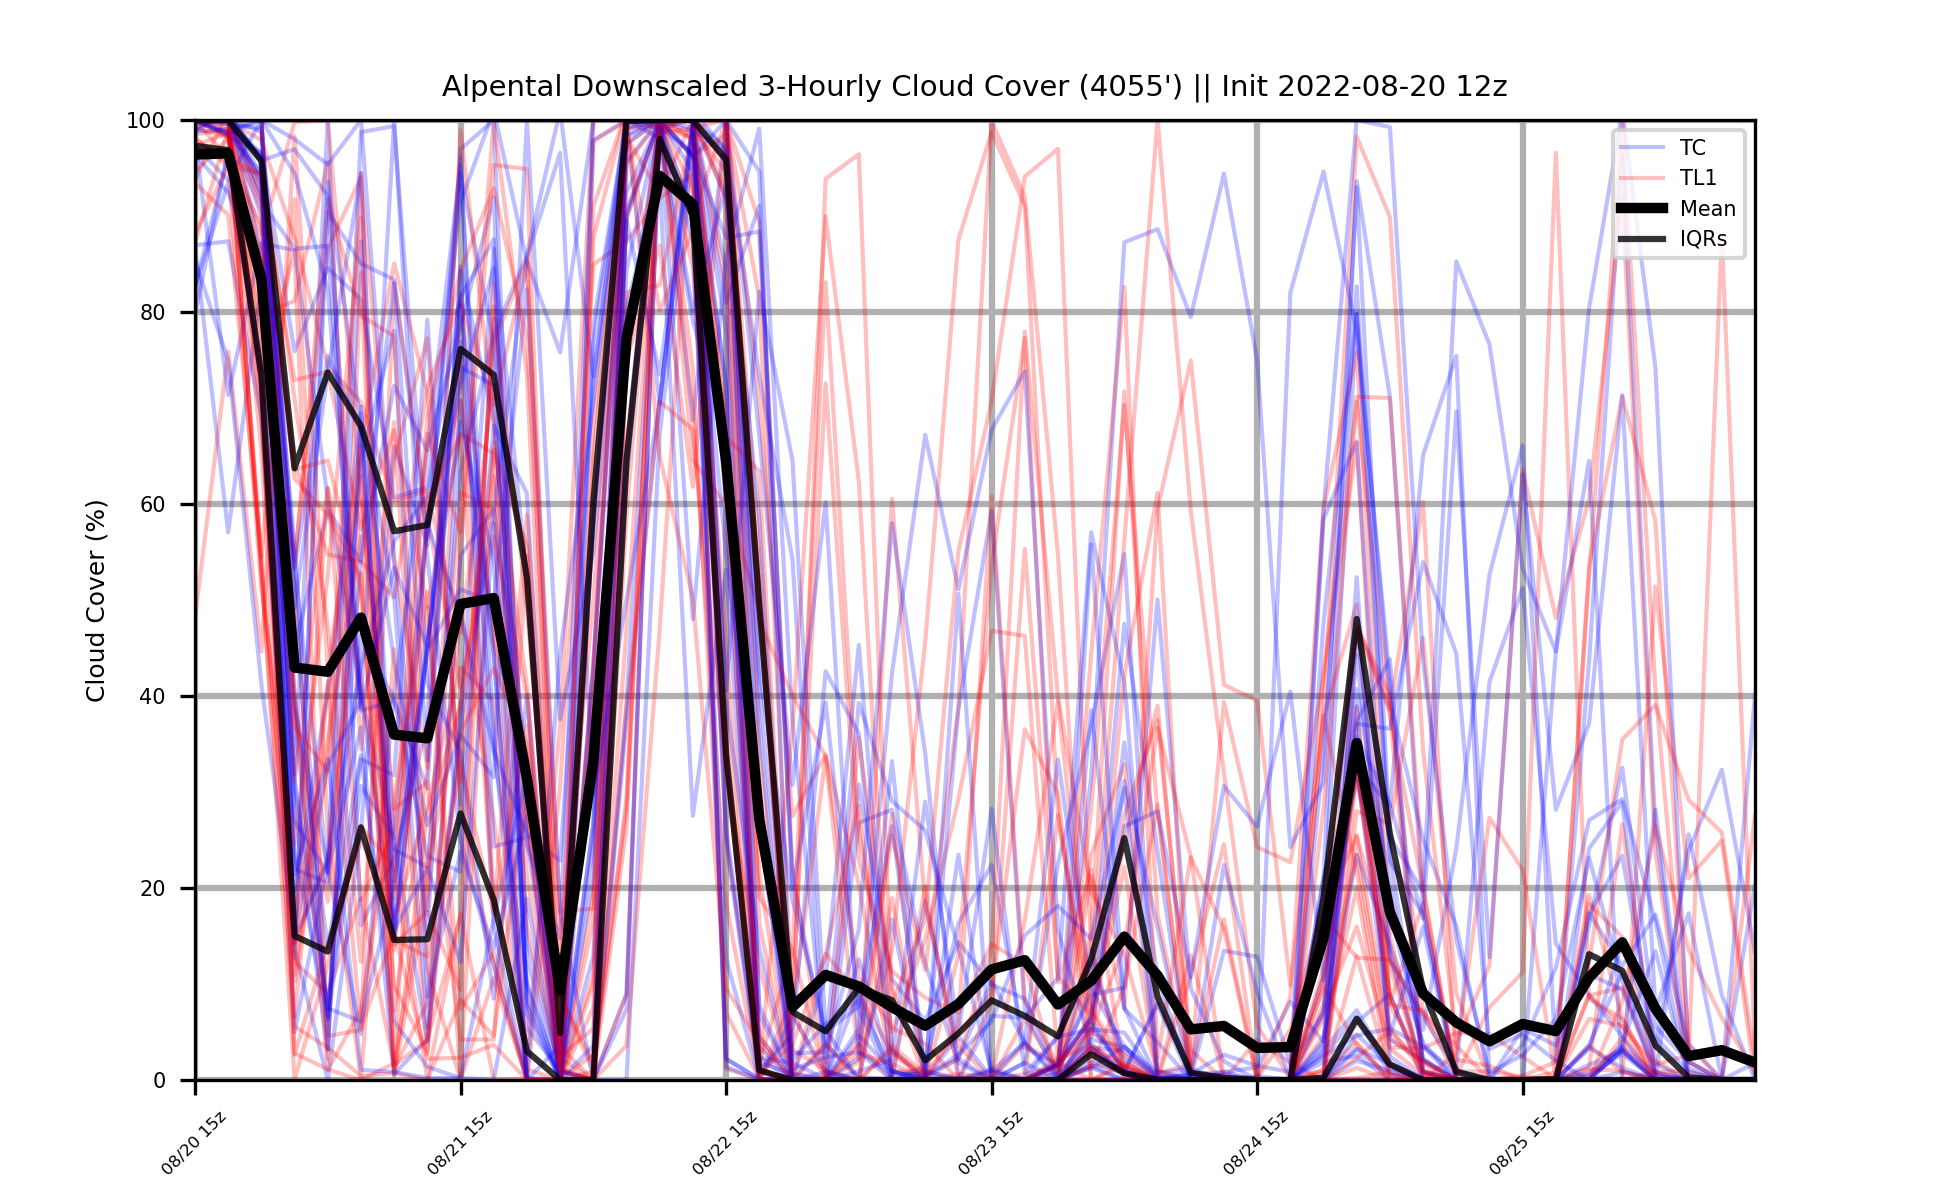 Alpental Downscaled 3-Hourly Cloud Cover (4055') || Init 2022-08-20 12z
100
80
60
40
20
0
Cloud Cover (%)
TC
TL1
Mean
IQRs
08/20 15z
08/21 15z
08/22 15z
08/23 15z
08/24 15z
08/25 15z